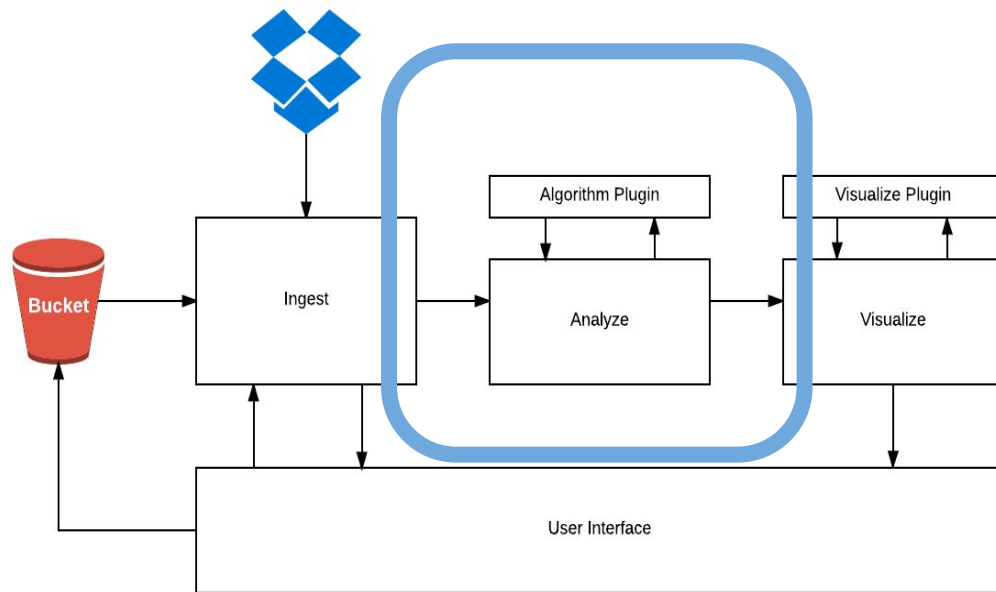 Algorithm Plugin
Visualize Plugin
Bucket
Ingest
Analyze
Visualize
User Interface